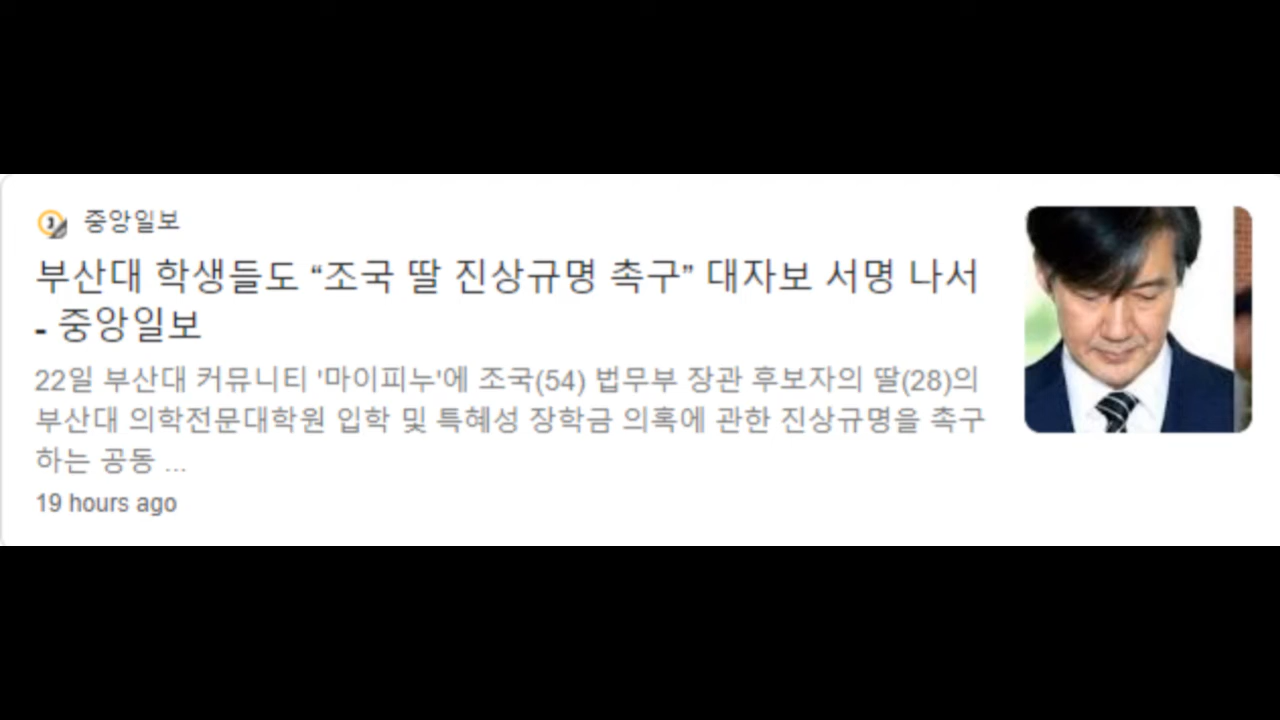 중앙일보
부산대 학생들도 “조국 딸 진상규명 촉구” 대자보 서명 나서
- 중앙일보
22일 부산대 커뮤니티 '마이피누'에 조국(54) 법무부 장관 후보자의 딸(28)의
부산대 의학전문대학원 입학 및 특혜성 장학금 의혹에 관한 진상규명을 촉구
하는 공동 ...
19 hours ago